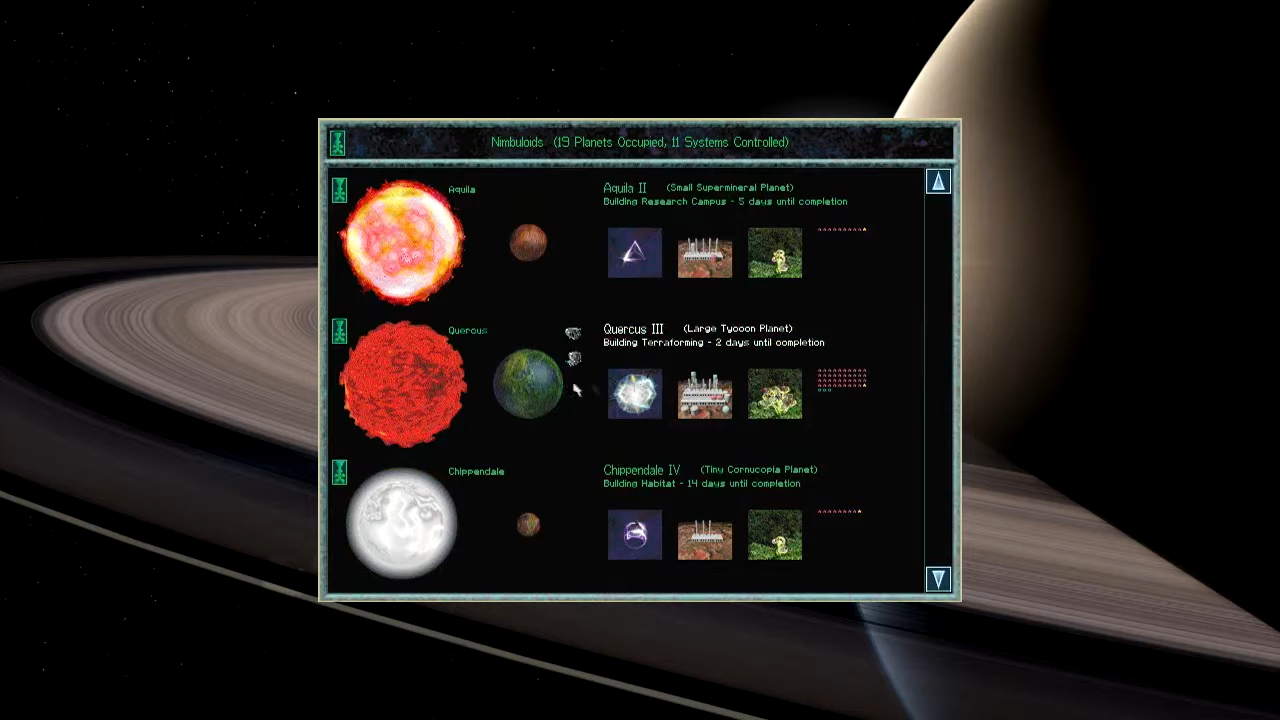 Nimbuloids (19 Planets Occupied, 11 Systems Controlled)
Aquila
Aquila II (Small Supermineral Planet)
Building Research Campus - 5 days until completion
Quercus
Quercus III (Large Tycoon Planet)
Building Terraforming - 2 days until completion
Chippendale
Chippendale IV (Tiny Cornucopia Planet)
Building Habitat - 14 days until completion